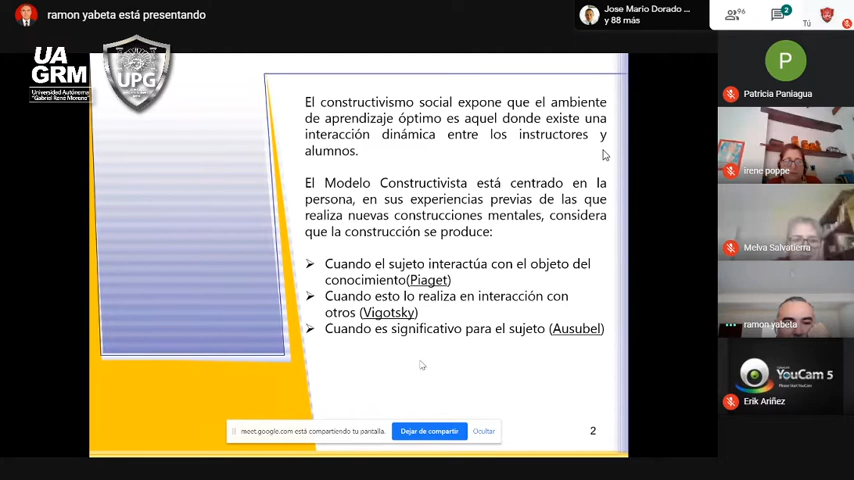 ramon yabeta está presentando
Jose Mario Dorado ...
y 88 más
96
2
Tú
UA
GRM
Universidad Autónoma
"Gabriel René Moreno"
UPG
El constructivismo social expone que el ambiente
de aprendizaje óptimo es aquel donde existe una
interacción dinámica entre los instructores y
alumnos.
El Modelo Constructivista está centrado en la
persona, en sus experiencias previas de las que
realiza nuevas construcciones mentales, considera
que la construcción se produce:
➢ Cuando el sujeto interactúa con el objeto del
conocimiento(Piaget)
➢ Cuando esto lo realiza en interacción con
otros (Vigotsky)
➢ Cuando es significativo para el sujeto (Ausubel)
meet.google.com está compartiendo tu pantalla.
Dejar de compartir
Ocultar
2
P
Patricia Paniagua
irene poppe
Melva Salvatierra
ramon yabeta
YouCam 5
Erik Ariñez